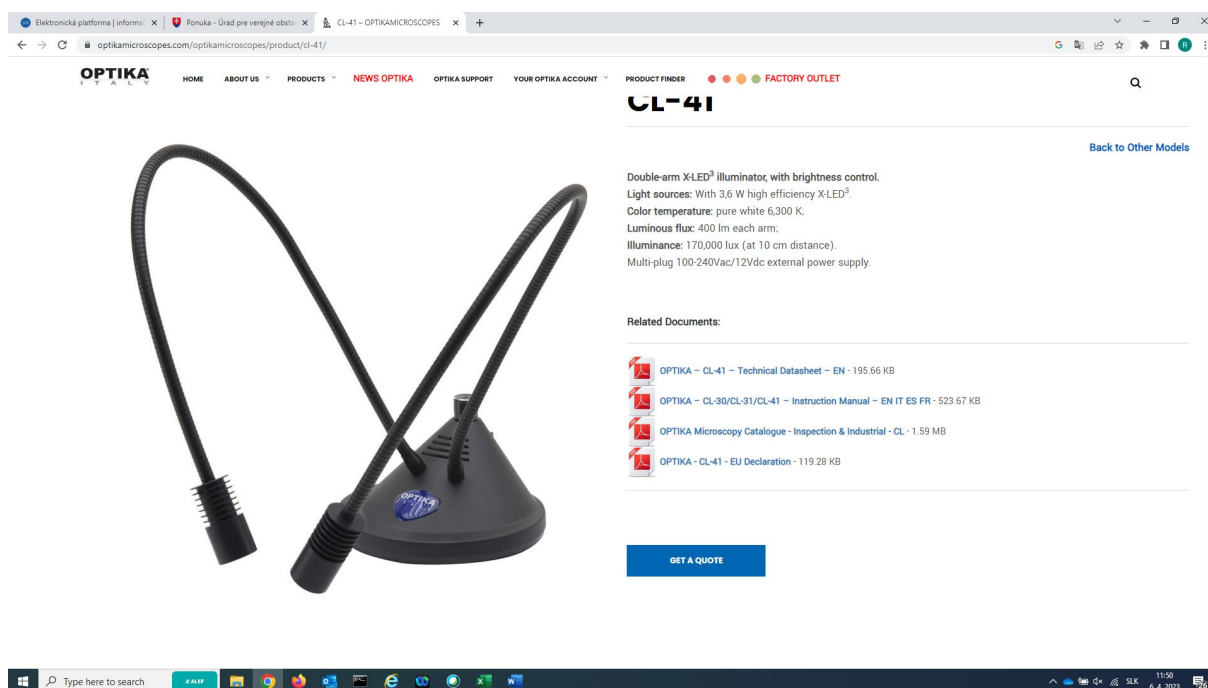 Elektronická platforma | informač
Ponuka - Úrad pre verejné obstar
CL-41 – OPTIKAMICROSCOPES
optikamicroscopes.com/optikamicroscopes/product/cl-41/
OPTIKA
ITALY
HOME ABOUT US PRODUCTS NEWS OPTIKA OPTIKA SUPPORT YOUR OPTIKA ACCOUNT PRODUCT FINDER FACTORY OUTLET
CL-41
Back to Other Models
Double-arm X-LED³ illuminator, with brightness control.
Light sources: With 3,6 W high efficiency X-LED³.
Color temperature: pure white 6,300 K;
Luminous flux: 400 lm each arm;
Illuminance: 170,000 lux (at 10 cm distance).
Multi-plug 100-240Vac/12Vdc external power supply.
Related Documents:
OPTIKA – CL-41 – Technical Datasheet – EN - 195.66 KB
OPTIKA – CL-30/CL-31/CL-41 – Instruction Manual – EN IT ES FR - 523.67 KB
OPTIKA Microscopy Catalogue - Inspection & Industrial - CL - 1.59 MB
OPTIKA - CL-41 - EU Declaration - 119.28 KB
OPTIKA
GET A QUOTE
Type here to search
ALEF
SLK
11:50
6. 4. 2023